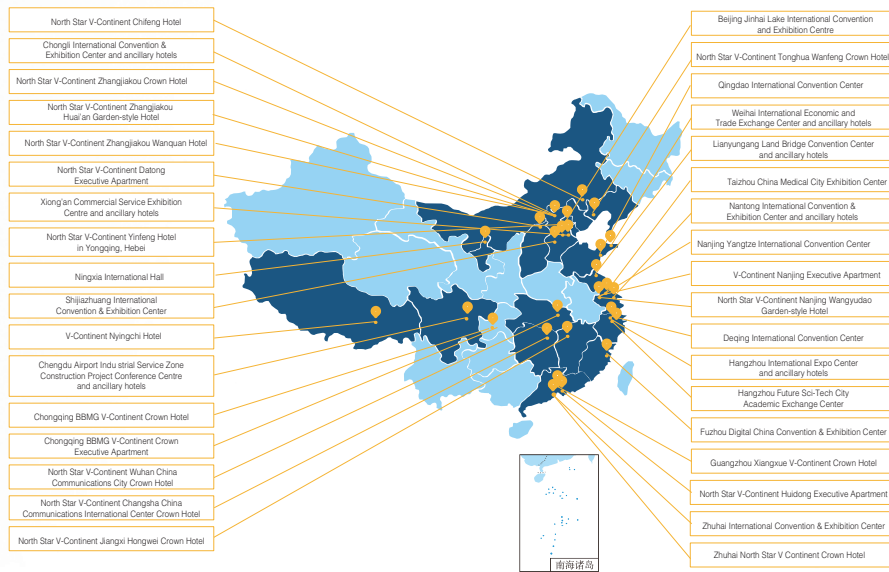 North Star V-Continent Chifeng Hotel
Chongli International Convention &
Exhibition Center and ancillary hotels
North Star V-Continent Zhangjiakou Crown Hotel
North Star V-Continent Zhangjiakou
Huai'an Garden-style Hotel
North Star V-Continent Zhangjiakou Wanquan Hotel
North Star V-Continent Datong
Executive Apartment
Xiong'an Commercial Service Exhibition
Centre and ancillary hotels
North Star V-Continent Yinfeng Hotel
in Yongqing, Hebei
Ningxia International Hall
Shijiazhuang International
Convention & Exhibition Center
V-Continent Nyingchi Hotel
Chengdu Airport Indu strial Service Zone
Construction Project Conference Centre
and ancillary hotels
Chongqing BBMG V-Continent Crown Hotel
Chongqing BBMG V-Continent Crown
Executive Apartment
North Star V-Continent Wuhan China
Communications City Crown Hotel
North Star V-Continent Changsha China
Communications International Center Crown Hotel
North Star V-Continent Jiangxi Hongwei Crown Hotel
Beijing Jinhai Lake International Convention
and Exhibition Centre
North Star V-Continent Tonghua Wanfeng Crown Hotel
Qingdao International Convention Center
Weihai International Economic and
Trade Exchange Center and ancillary hotels
Lianyungang Land Bridge Convention Center
and ancillary hotels
Taizhou China Medical City Exhibition Center
Nantong International Convention &
Exhibition Center and ancillary hotels
Nanjing Yangtze International Convention Center
V-Continent Nanjing Executive Apartment
North Star V-Continent Nanjing Wangyudao
Garden-style Hotel
Deqing International Convention Center
Hangzhou International Expo Center
and ancillary hotels
Hangzhou Future Sci-Tech City
Academic Exchange Center
Fuzhou Digital China Convention & Exhibition Center
Guangzhou Xiangxue V-Continent Crown Hotel
North Star V-Continent Huidong Executive Apartment
Zhuhai International Convention & Exhibition Center
Zhuhai North Star V Continent Crown Hotel
南海诸岛